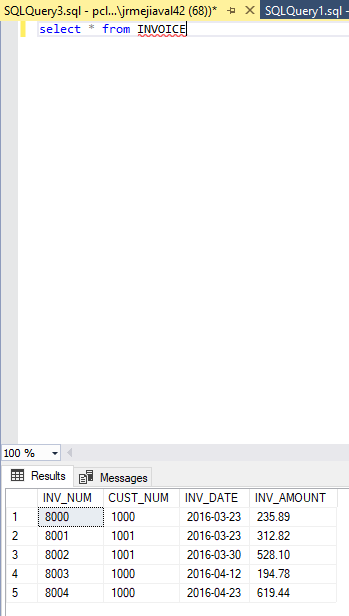 SQLQuery3.sql - pcl...\jrmejiaval42 (68))* SQLQuery1.sql -
select * from INVOICE
100 %
Results Messages
INV_NUM CUST_NUM INV_DATE INV_AMOUNT
1 8000 1000 2016-03-23 235.89
2 8001 1001 2016-03-23 312.82
3 8002 1001 2016-03-30 528.10
4 8003 1000 2016-04-12 194.78
5 8004 1000 2016-04-23 619.44